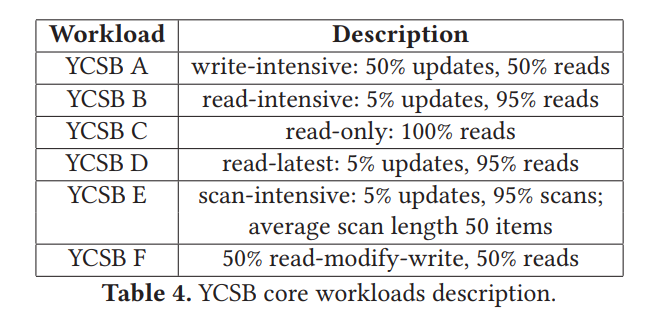 Workload Description
YCSB A write-intensive: 50% updates, 50% reads
YCSB B read-intensive: 5% updates, 95% reads
YCSB C read-only: 100% reads
YCSB D read-latest: 5% updates, 95% reads
YCSB E scan-intensive: 5% updates, 95% scans;
average scan length 50 items
YCSB F 50% read-modify-write, 50% reads
Table 4. YCSB core workloads description.